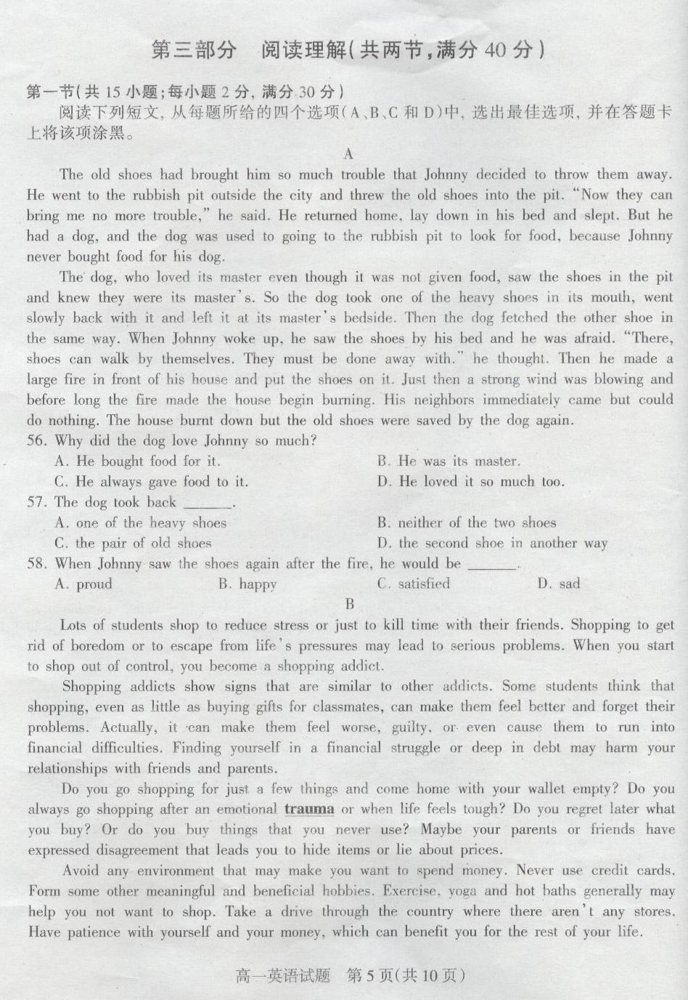 第三部分 阅读理解(共两节,满分 40 分)
第一节(共 15 小题;每小题 2 分, 满分 30 分)
阅读下列短文, 从每题所给的四个选项(A、B、C 和 D)中, 选出最佳选项, 并在答题卡
上将该项涂黑。
A
The old shoes had brought him so much trouble that Johnny decided to throw them away.
He went to the rubbish pit outside the city and threw the old shoes into the pit. “Now they can
bring me no more trouble,” he said. He returned home, lay down in his bed and slept. But he
had a dog, and the dog was used to going to the rubbish pit to look for food, because Johnny
never bought food for his dog.
The dog, who loved its master even though it was not given food, saw the shoes in the pit
and knew they were its master's. So the dog took one of the heavy shoes in its mouth, went
slowly back with it and left it at its master's bedside. Then the dog fetched the other shoe in
the same way. When Johnny woke up, he saw the shoes by his bed and he was afraid. “There,
shoes can walk by themselves. They must be done away with.” he thought. Then he made a
large fire in front of his house and put the shoes on it. Just then a strong wind was blowing and
before long the fire made the house begin burning. His neighbors immediately came but could
do nothing. The house burnt down but the old shoes were saved by the dog again.
56. Why did the dog love Johnny so much?
A. He bought food for it. B. He was its master.
C. He always gave food to it. D. He loved it so much too.
57. The dog took back ______.
A. one of the heavy shoes B. neither of the two shoes
C. the pair of old shoes D. the second shoe in another way
58. When Johnny saw the shoes again after the fire, he would be ______.
A. proud B. happy C. satisfied D. sad
B
Lots of students shop to reduce stress or just to kill time with their friends. Shopping to get
rid of boredom or to escape from life's pressures may lead to serious problems. When you start
to shop out of control, you become a shopping addict.
Shopping addicts show signs that are similar to other addicts. Some students think that
shopping, even as little as buying gifts for classmates, can make them feel better and forget their
problems. Actually, it can make them feel worse, guilty, or even cause them to run into
financial difficulties. Finding yourself in a financial struggle or deep in debt may harm your
relationships with friends and parents.
Do you go shopping for just a few things and come home with your wallet empty? Do you
always go shopping after an emotional trauma or when life feels tough? Do you regret later what
you buy? Or do you buy things that you never use? Maybe your parents or friends have
expressed disagreement that leads you to hide items or lie about prices.
Avoid any environment that may make you want to spend money. Never use credit cards.
Form some other meaningful and beneficial hobbies. Exercise, yoga and hot baths generally may
help you not want to shop. Take a drive through the country where there aren't any stores.
Have patience with yourself and your money, which can benefit you for the rest of your life.
高一英语试题 第 5 页(共 10 页)